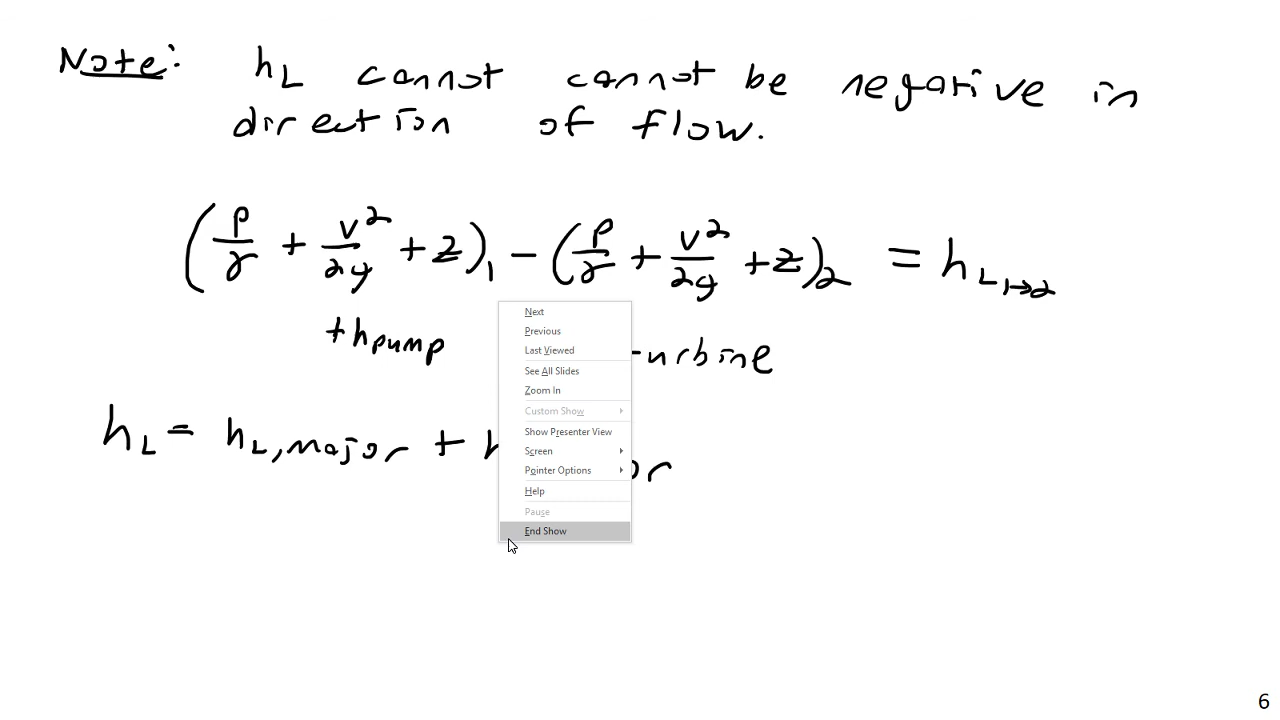 Note: hL cannot cannot be negative in
direction of flow.
(P/γ + V²/2g + z)₁ − (P/γ + V²/2g + z)₂ = hL 1→2
+hpump urbine
hL = hL,major + or
Next
Previous
Last Viewed
See All Slides
Zoom In
Custom Show
Show Presenter View
Screen
Pointer Options
Help
Pause
End Show
6